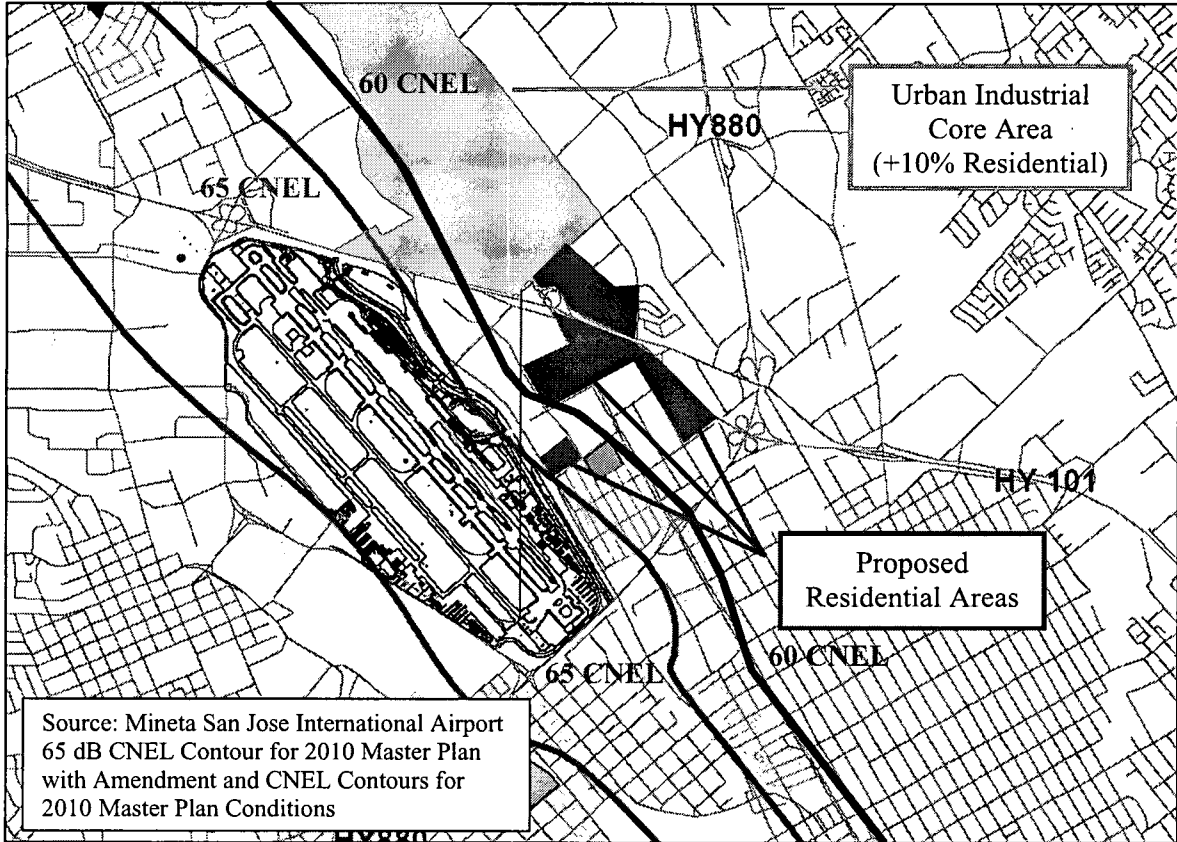 60 CNEL
HY880
Urban Industrial
Core Area
(+10% Residential)
65 CNEL
HY 101
Proposed
Residential Areas
65 CNEL
60 CNEL
Source: Mineta San Jose International Airport
65 dB CNEL Contour for 2010 Master Plan
with Amendment and CNEL Contours for
2010 Master Plan Conditions
HY880